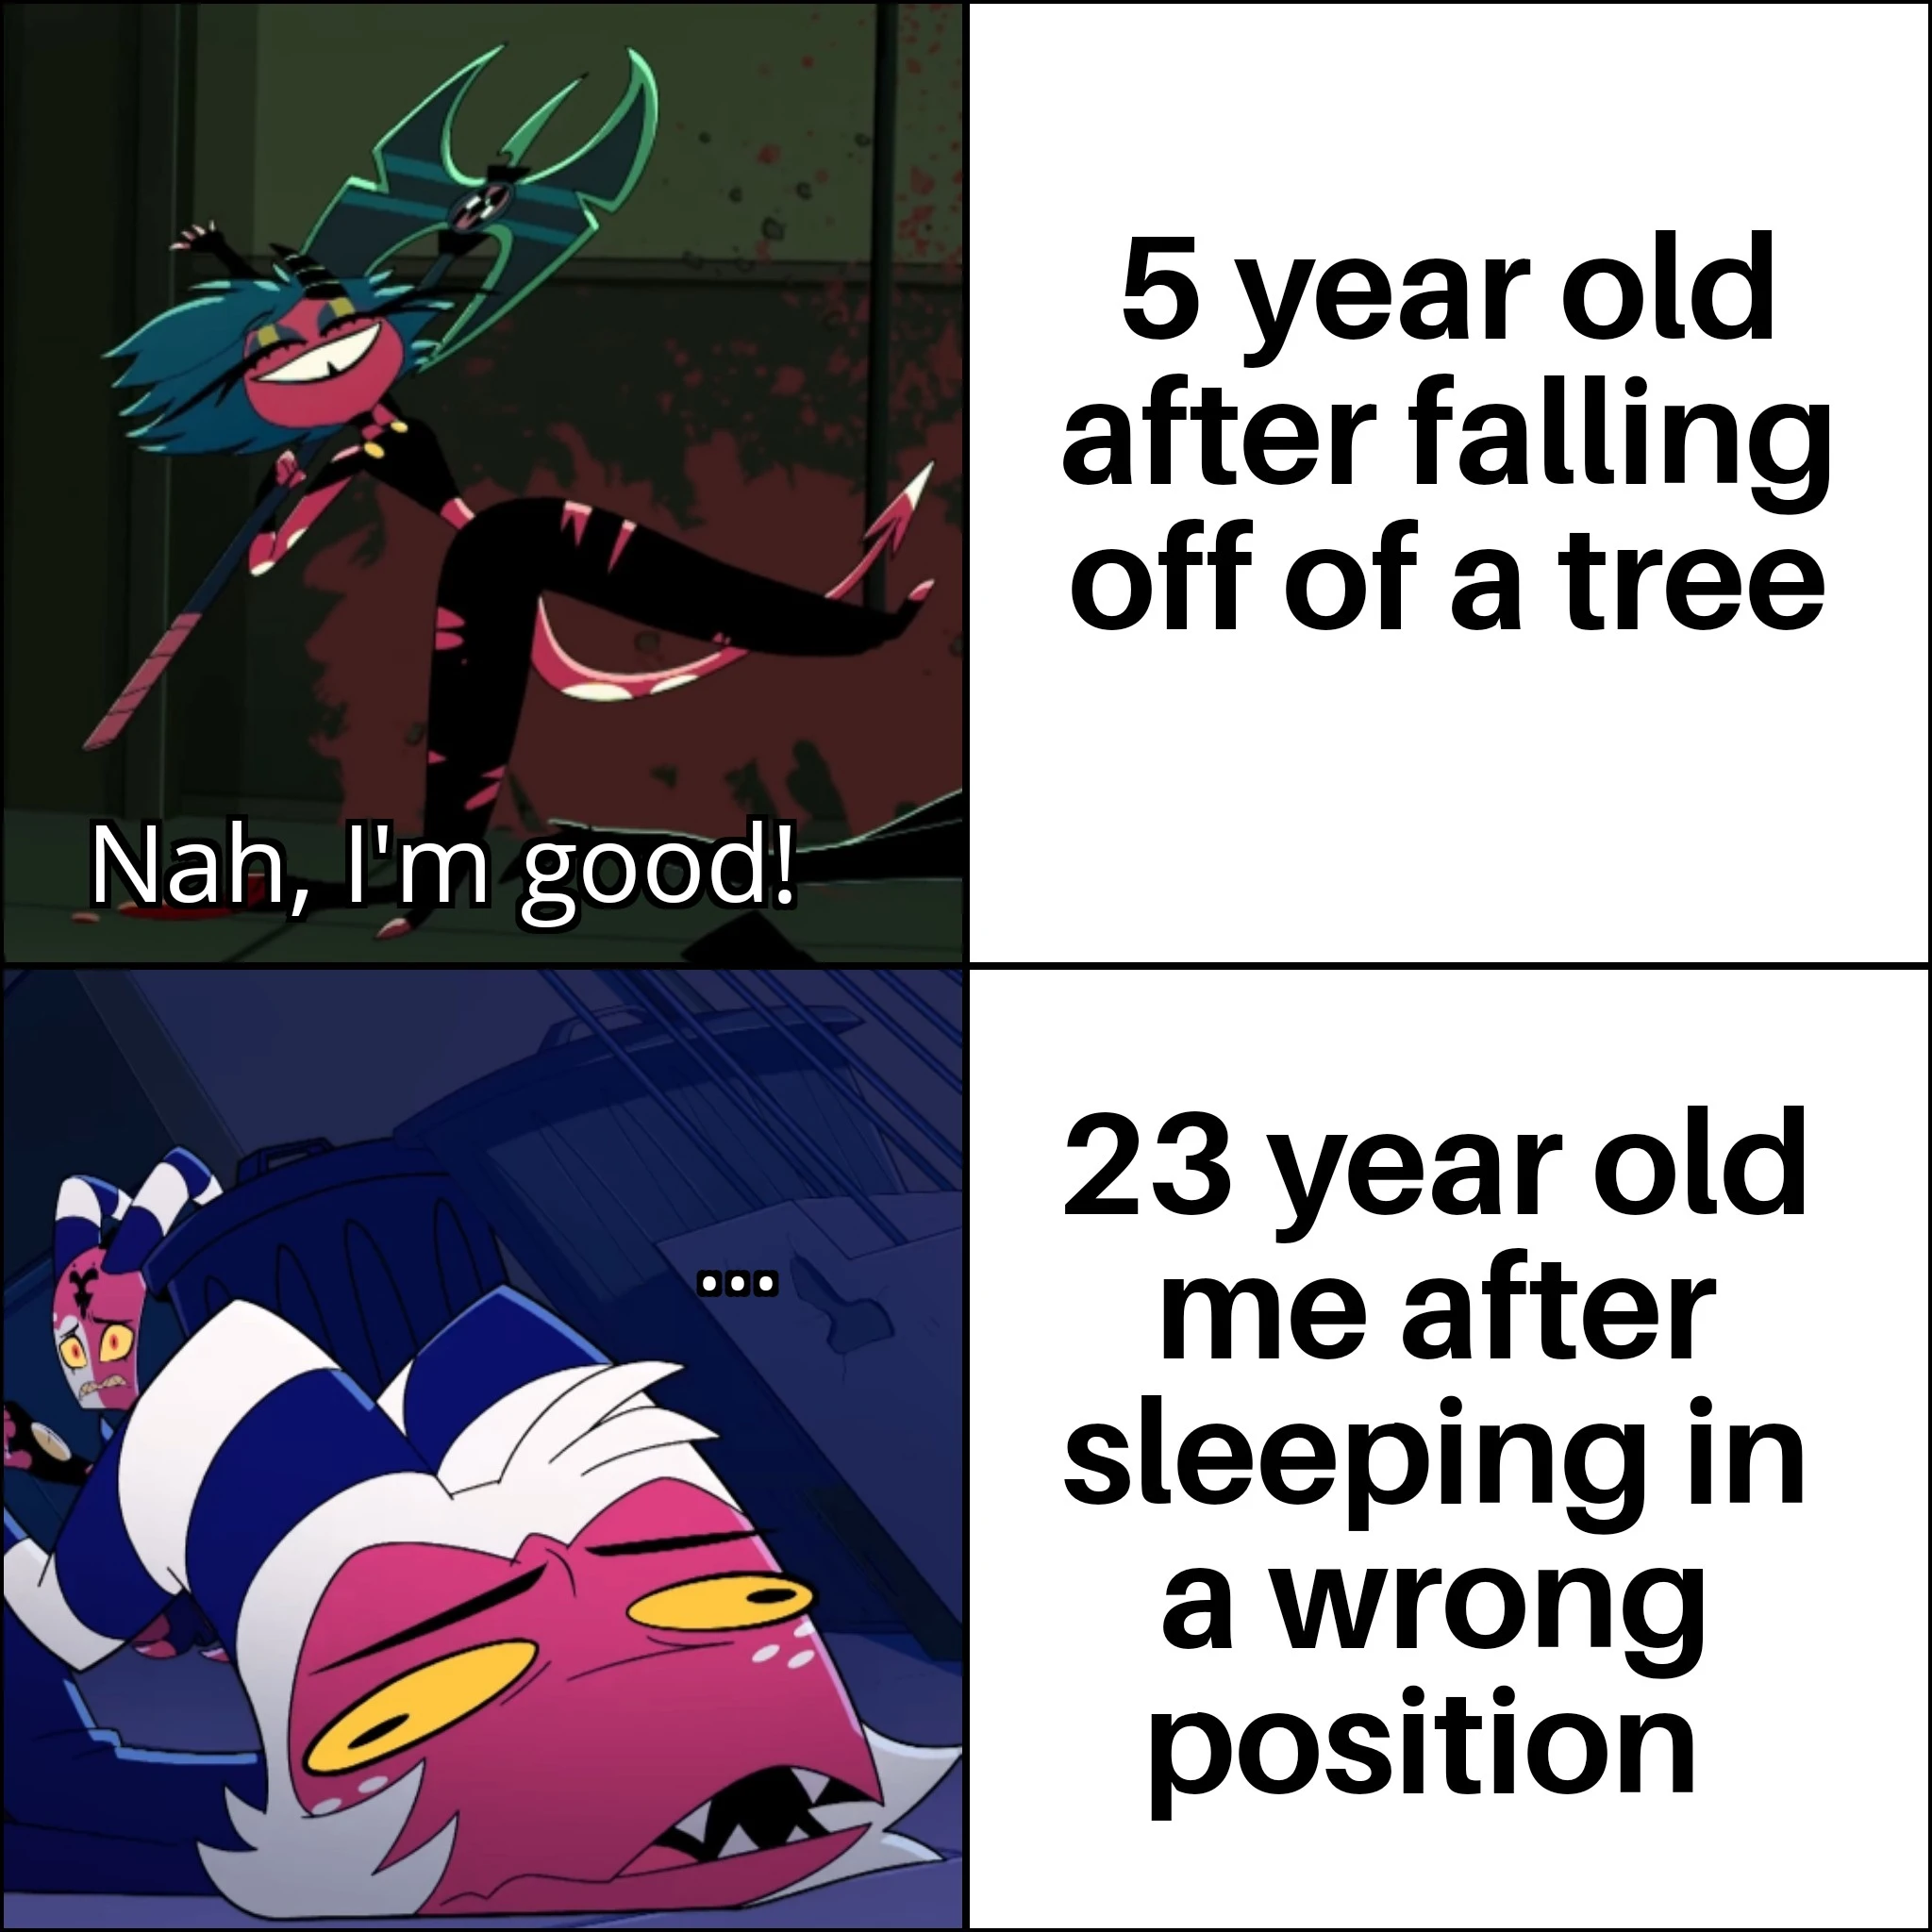 Nah, I'm good!
5 year old
after falling
off of a tree
...
23 year old
me after
sleeping in
a wrong
position